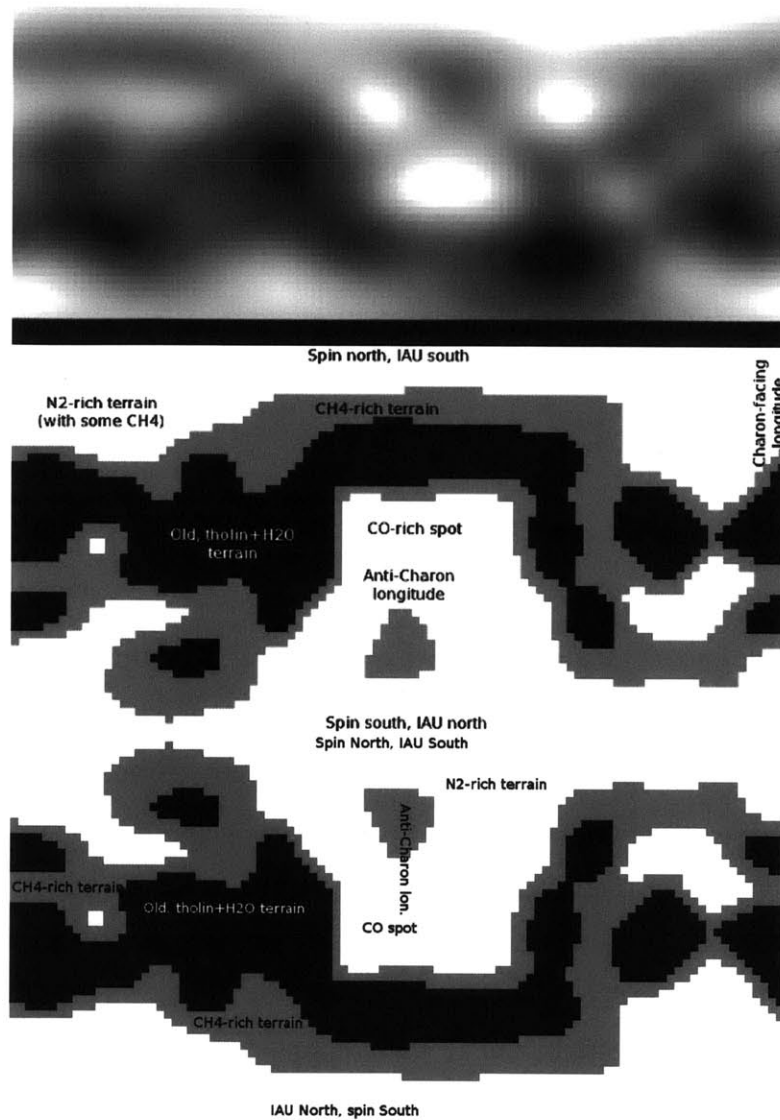 Spin north, IAU south
N2-rich terrain
(with some CH4)
CH4-rich terrain
Charon-facing
longitude
Old, tholin+H2O
terrain
CO-rich spot
Anti-Charon
longitude
Spin south, IAU north
Spin North, IAU South
N2-rich terrain
Anti-Charon lon.
CH4-rich terrain
Old, tholin+H2O terrain
CO spot
CH4-rich terrain
IAU North, spin South